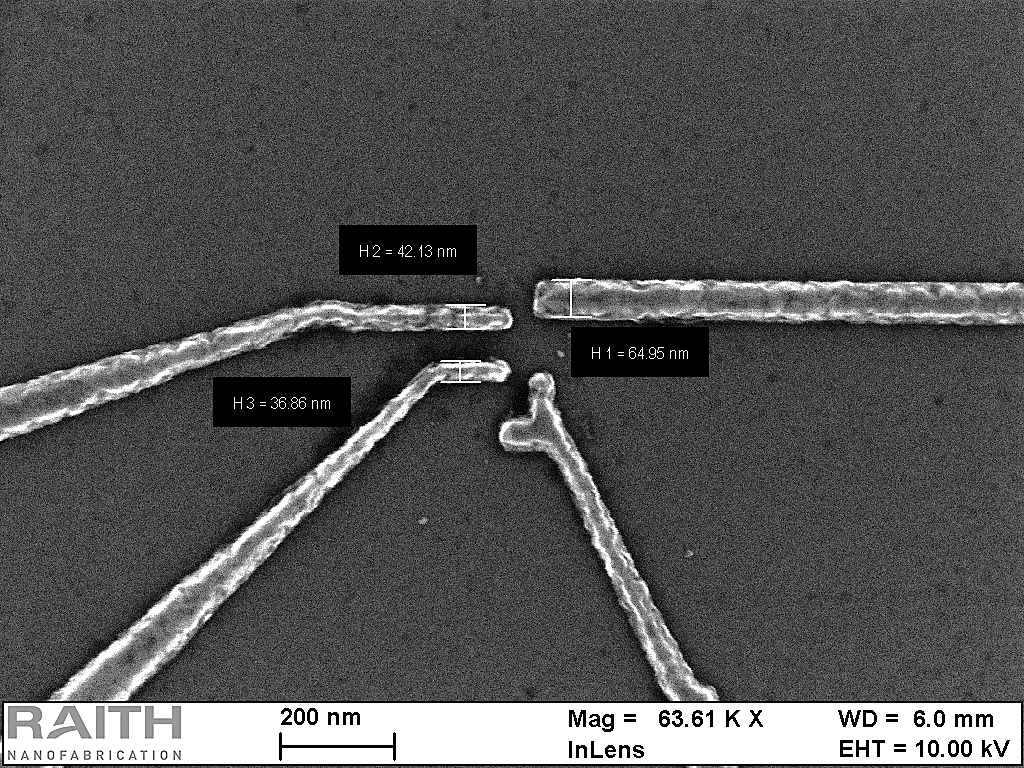 H 2 = 42.13 nm
H 1 = 64.95 nm
H 3 = 36.86 nm
RAITH
NANOFABRICATION
200 nm
Mag = 63.61 K X
InLens
WD = 6.0 mm
EHT = 10.00 kV